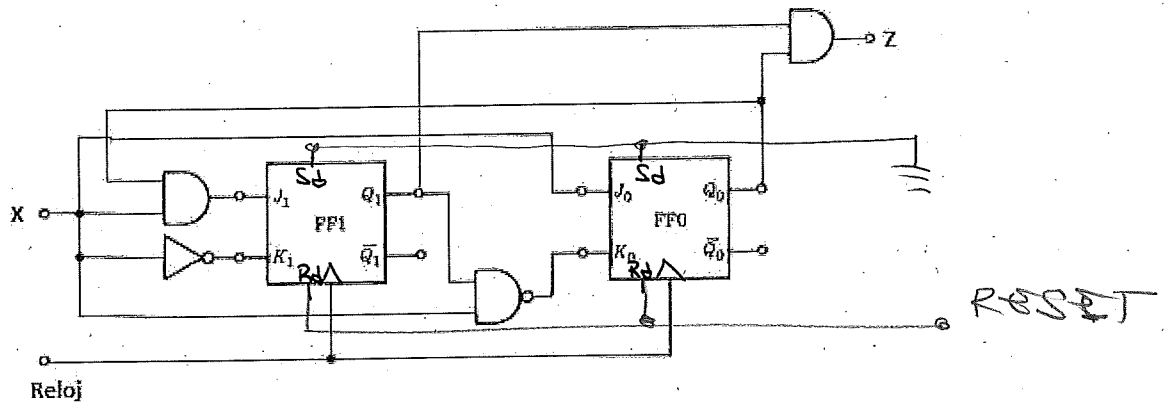 Z
X
Sd
J₁
Q₁
FF1
K₁
Q̅₁
Rd
Sd
J₀
Q₀
FF0
K₀
Q̅₀
Rd
RESET
Reloj